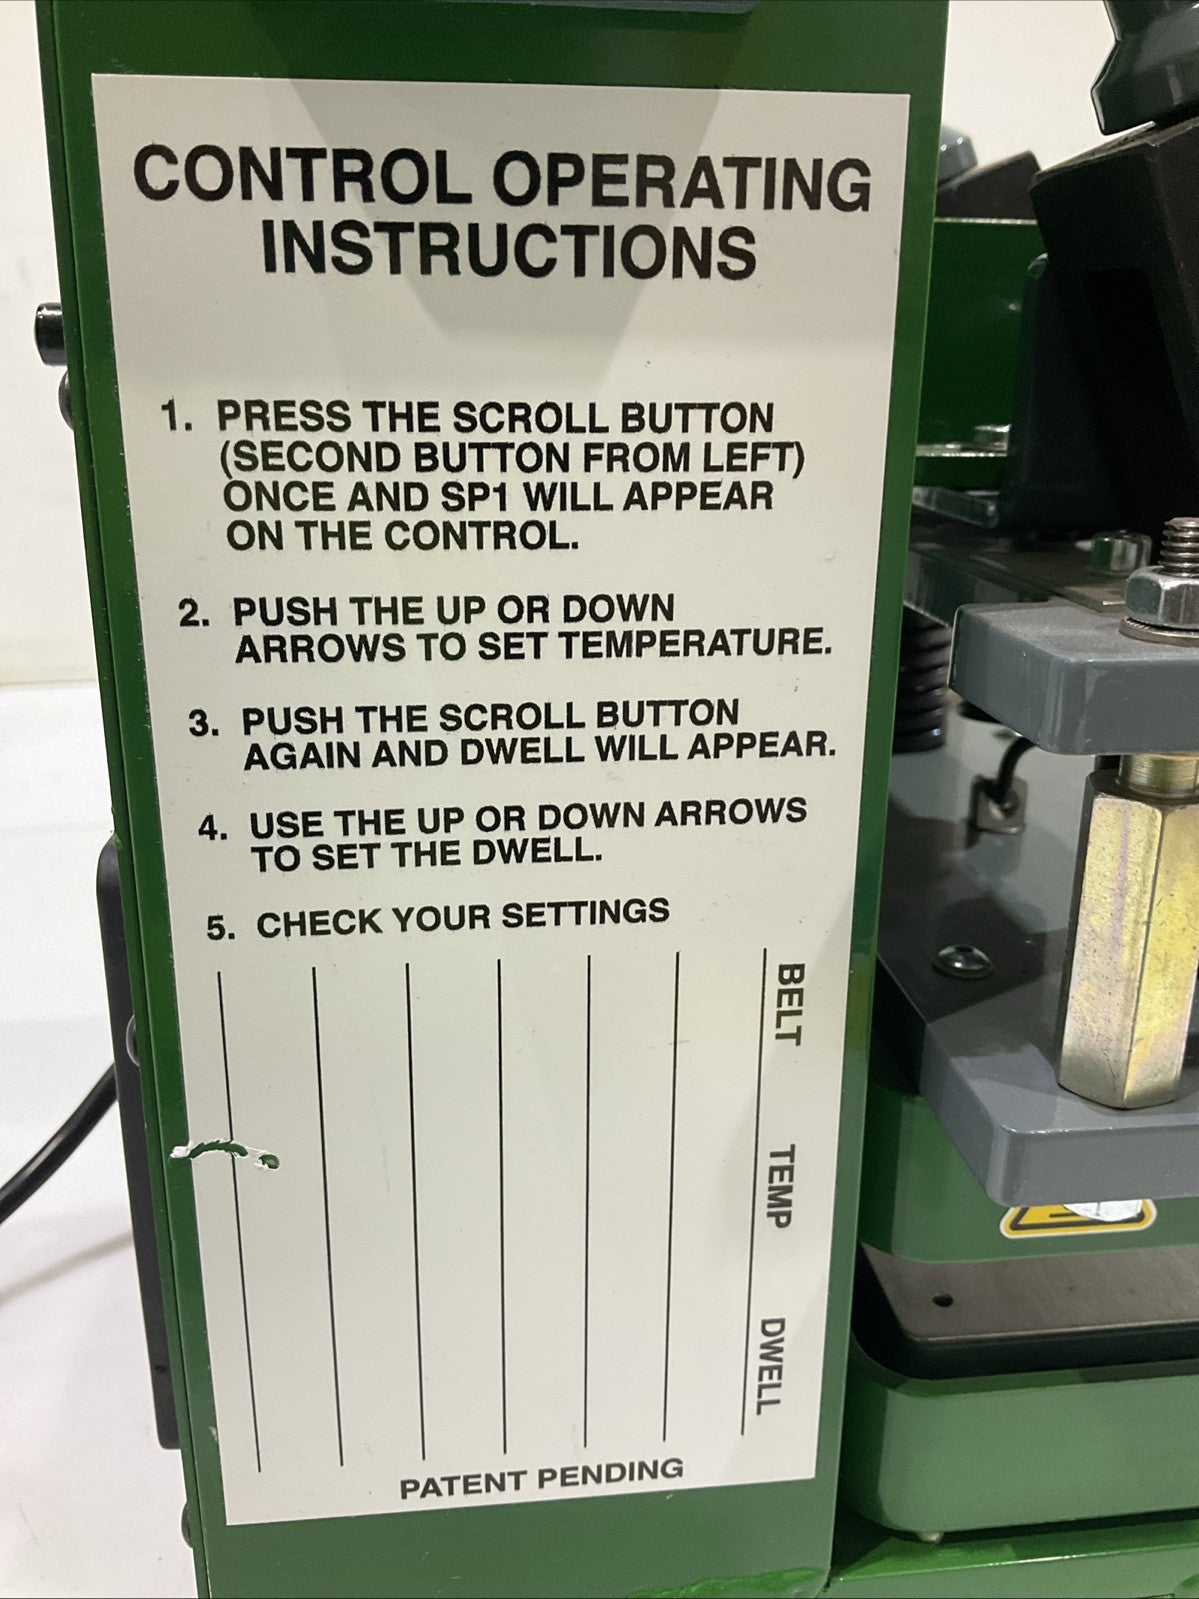 CONTROL OPERATING
INSTRUCTIONS
1. PRESS THE SCROLL BUTTON
(SECOND BUTTON FROM LEFT)
ONCE AND SP1 WILL APPEAR
ON THE CONTROL.
2. PUSH THE UP OR DOWN
ARROWS TO SET TEMPERATURE.
3. PUSH THE SCROLL BUTTON
AGAIN AND DWELL WILL APPEAR.
4. USE THE UP OR DOWN ARROWS
TO SET THE DWELL.
5. CHECK YOUR SETTINGS
BELT TEMP DWELL
PATENT PENDING